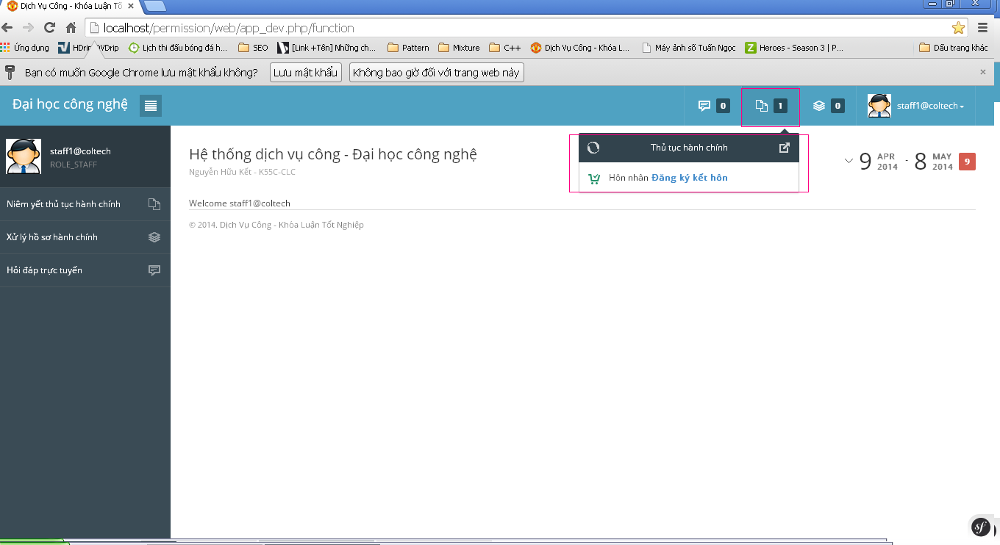 Dịch Vụ Công - Khóa Luận Tố
localhost/permission/web/app_dev.php/function
Ứng dụng
Lịch thi đấu bóng đá h...
SEO
[Link +Tên] Những ch...
Pattern
Mixture
C++
Dịch Vụ Công - Khóa L...
Máy ảnh số Tuấn Ngọc
Heroes - Season 3 | P...
Dấu trang khác
Bạn có muốn Google Chrome lưu mật khẩu không?
Lưu mật khẩu
Không bao giờ đối với trang web này
Đại học công nghệ
0
1
0
staff1@coltech
staff1@coltech
ROLE_STAFF
Niêm yết thủ tục hành chính
Xử lý hồ sơ hành chính
Hỏi đáp trực tuyến
Hệ thống dịch vụ công - Đại học công nghệ
Nguyễn Hữu Kết - K55C-CLC
Thủ tục hành chính
Hôn nhân Đăng ký kết hôn
9 APR 2014 - 8 MAY 2014 9
Welcome staff1@coltech
© 2014. Dịch Vụ Công - Khòa Luận Tốt Nghiệp
sf